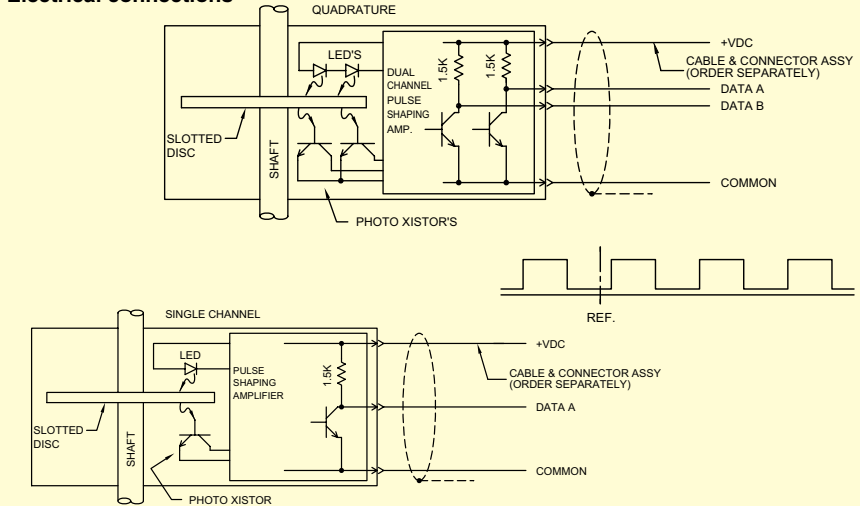 Electrical connections
QUADRATURE
LED'S
1.5K
1.5K
DUAL
CHANNEL
PULSE
SHAPING
AMP.
SLOTTED
DISC
SHAFT
PHOTO XISTOR'S
+VDC
CABLE & CONNECTOR ASSY
(ORDER SEPARATELY)
DATA A
DATA B
COMMON
REF.
SINGLE CHANNEL
LED
PULSE
SHAPING
AMPLIFIER
1.5K
SLOTTED
DISC
SHAFT
PHOTO XISTOR
+VDC
CABLE & CONNECTOR ASSY
(ORDER SEPARATELY)
DATA A
COMMON